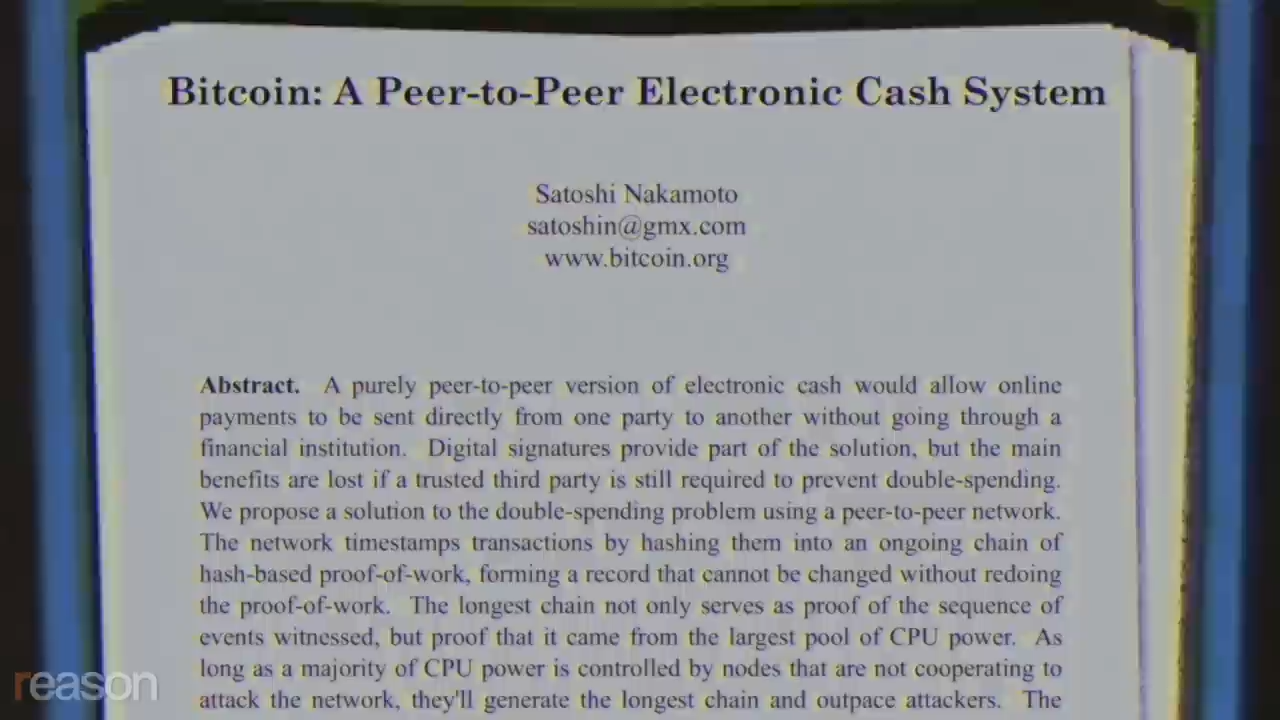 Bitcoin: A Peer-to-Peer Electronic Cash System
Satoshi Nakamoto
satoshin@gmx.com
www.bitcoin.org
Abstract. A purely peer-to-peer version of electronic cash would allow online
payments to be sent directly from one party to another without going through a
financial institution. Digital signatures provide part of the solution, but the main
benefits are lost if a trusted third party is still required to prevent double-spending.
We propose a solution to the double-spending problem using a peer-to-peer network.
The network timestamps transactions by hashing them into an ongoing chain of
hash-based proof-of-work, forming a record that cannot be changed without redoing
the proof-of-work. The longest chain not only serves as proof of the sequence of
events witnessed, but proof that it came from the largest pool of CPU power. As
long as a majority of CPU power is controlled by nodes that are not cooperating to
attack the network, they'll generate the longest chain and outpace attackers. The
reason